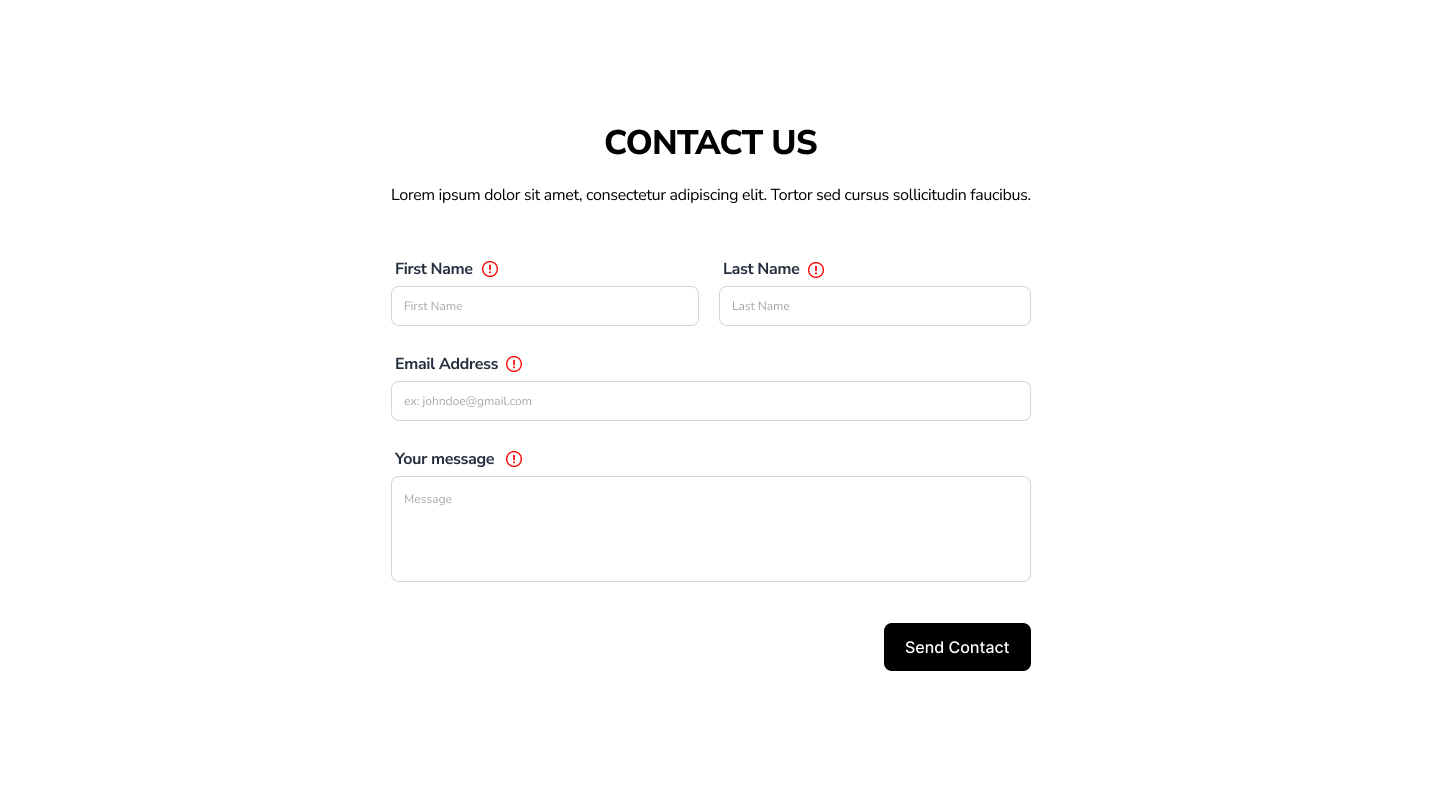 CONTACT US
Lorem ipsum dolor sit amet, consectetur adipiscing elit. Tortor sed cursus sollicitudin faucibus.
First Name
Last Name
First Name
Last Name
Email Address
ex: johndoe@gmail.com
Your message
Message
Send Contact